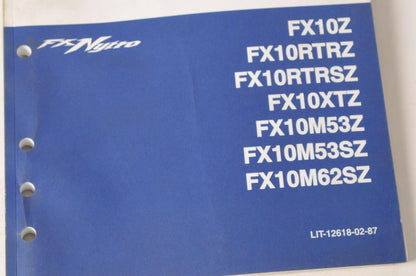 FX Nytro
FX10Z
FX10RTRZ
FX10RTRSZ
FX10XTZ
FX10M53Z
FX10M53SZ
FX10M62SZ
LIT-12618-02-87